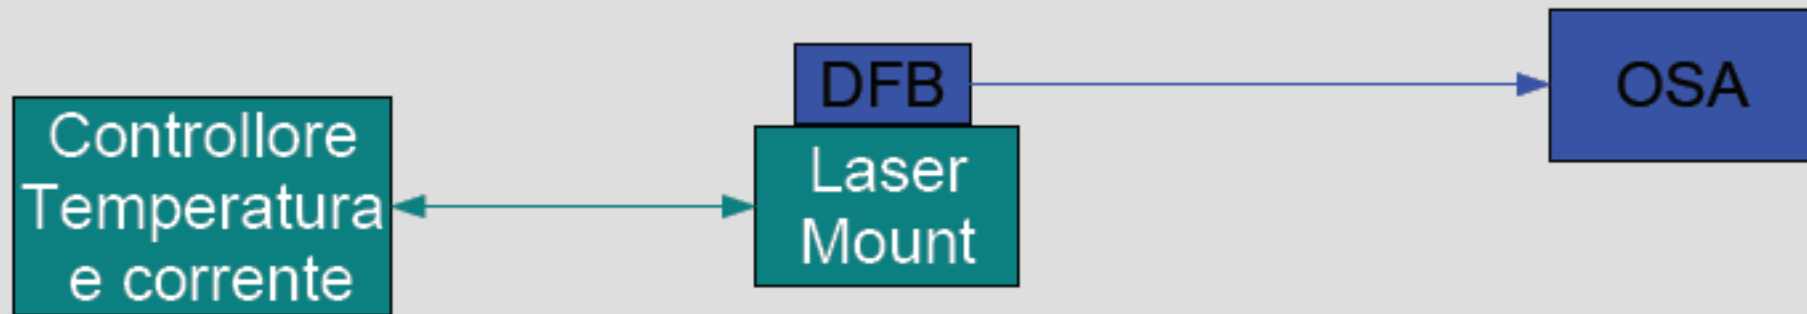 Controllore
Temperatura
e corrente
DFB
Laser
Mount
OSA